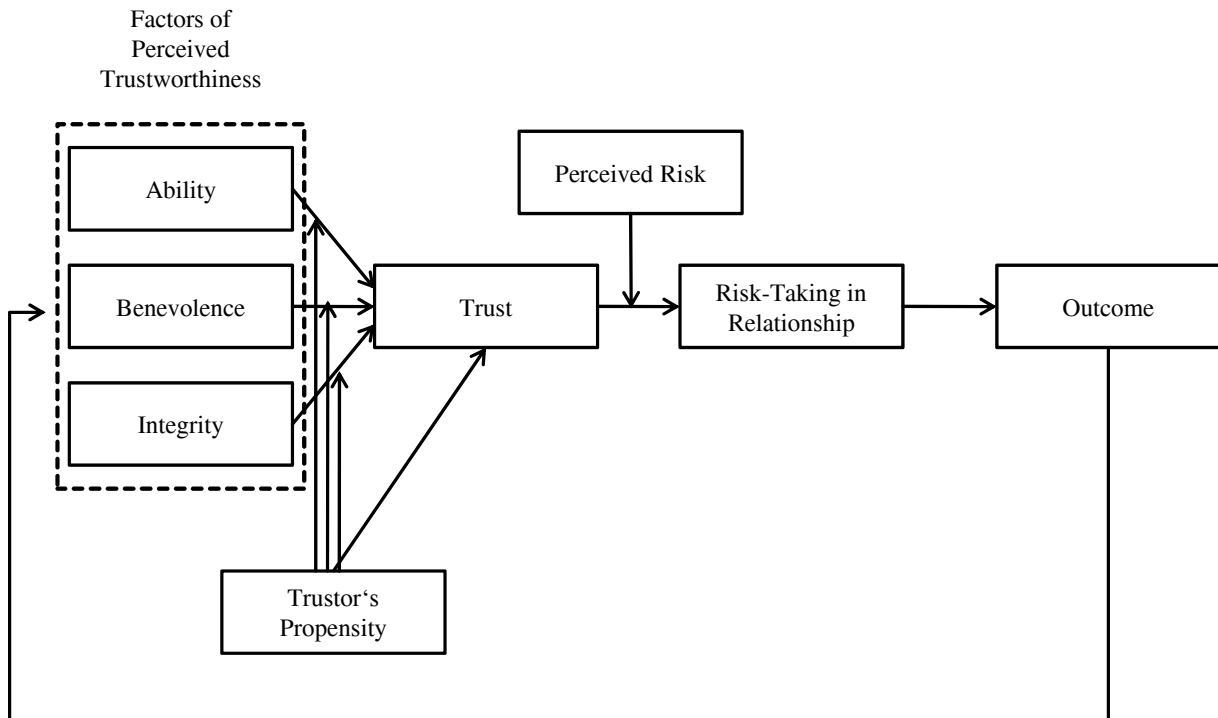 Factors of
Perceived
Trustworthiness
Ability
Benevolence
Integrity
Trustor‘s
Propensity
Trust
Perceived Risk
Risk-Taking in
Relationship
Outcome